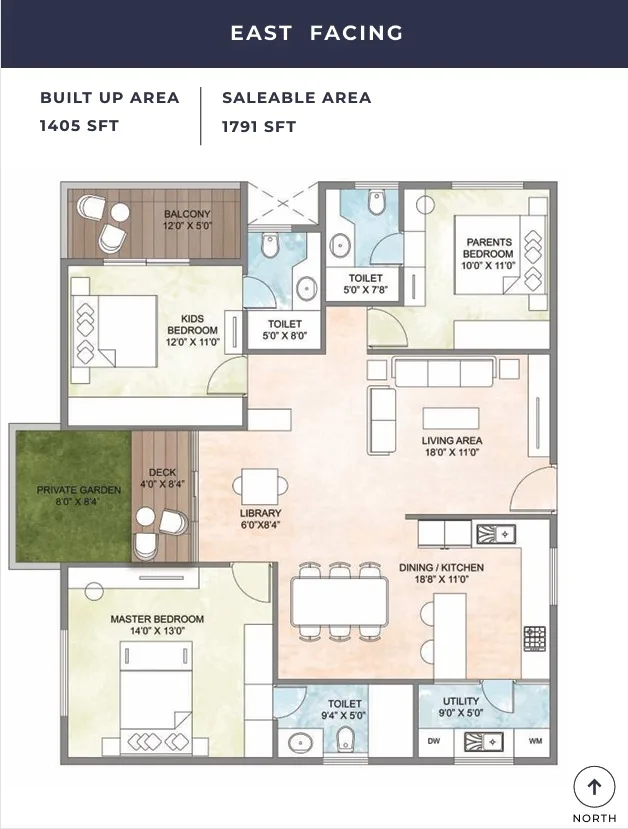 EAST FACING
BUILT UP AREA
1405 SFT
SALEABLE AREA
1791 SFT
BALCONY
12'0" X 5'0"
PARENTS
BEDROOM
10'0" X 11'0"
TOILET
5'0" X 7'8"
KIDS
BEDROOM
12'0" X 11'0"
TOILET
5'0" X 8'0"
LIVING AREA
18'0" X 11'0"
PRIVATE GARDEN
8'0" X 8'4"
DECK
4'0" X 8'4"
LIBRARY
6'0"X8'4"
DINING / KITCHEN
18'8" X 11'0"
MASTER BEDROOM
14'0" X 13'0"
TOILET
9'4" X 5'0"
UTILITY
9'0" X 5'0"
DW
WM
NORTH